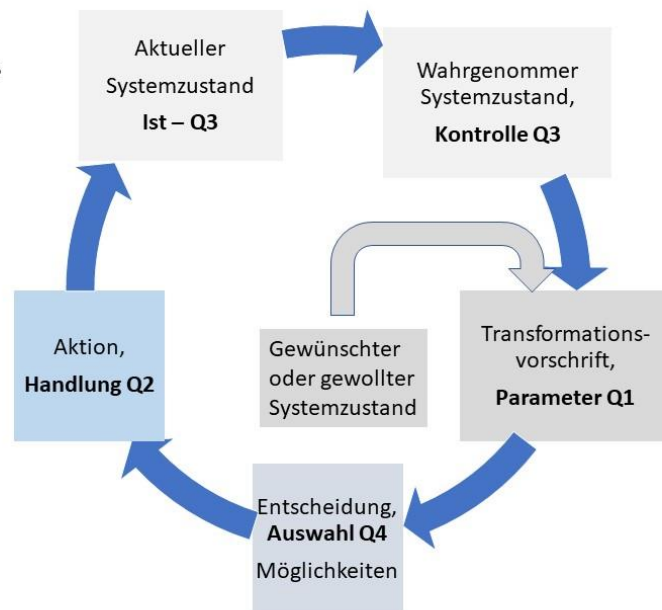 Aktueller
Systemzustand
Ist – Q3
Wahrgenommer
Systemzustand,
Kontrolle Q3
Transformations-
vorschrift,
Parameter Q1
Gewünschter
oder gewollter
Systemzustand
Entscheidung,
Auswahl Q4
Möglichkeiten
Aktion,
Handlung Q2